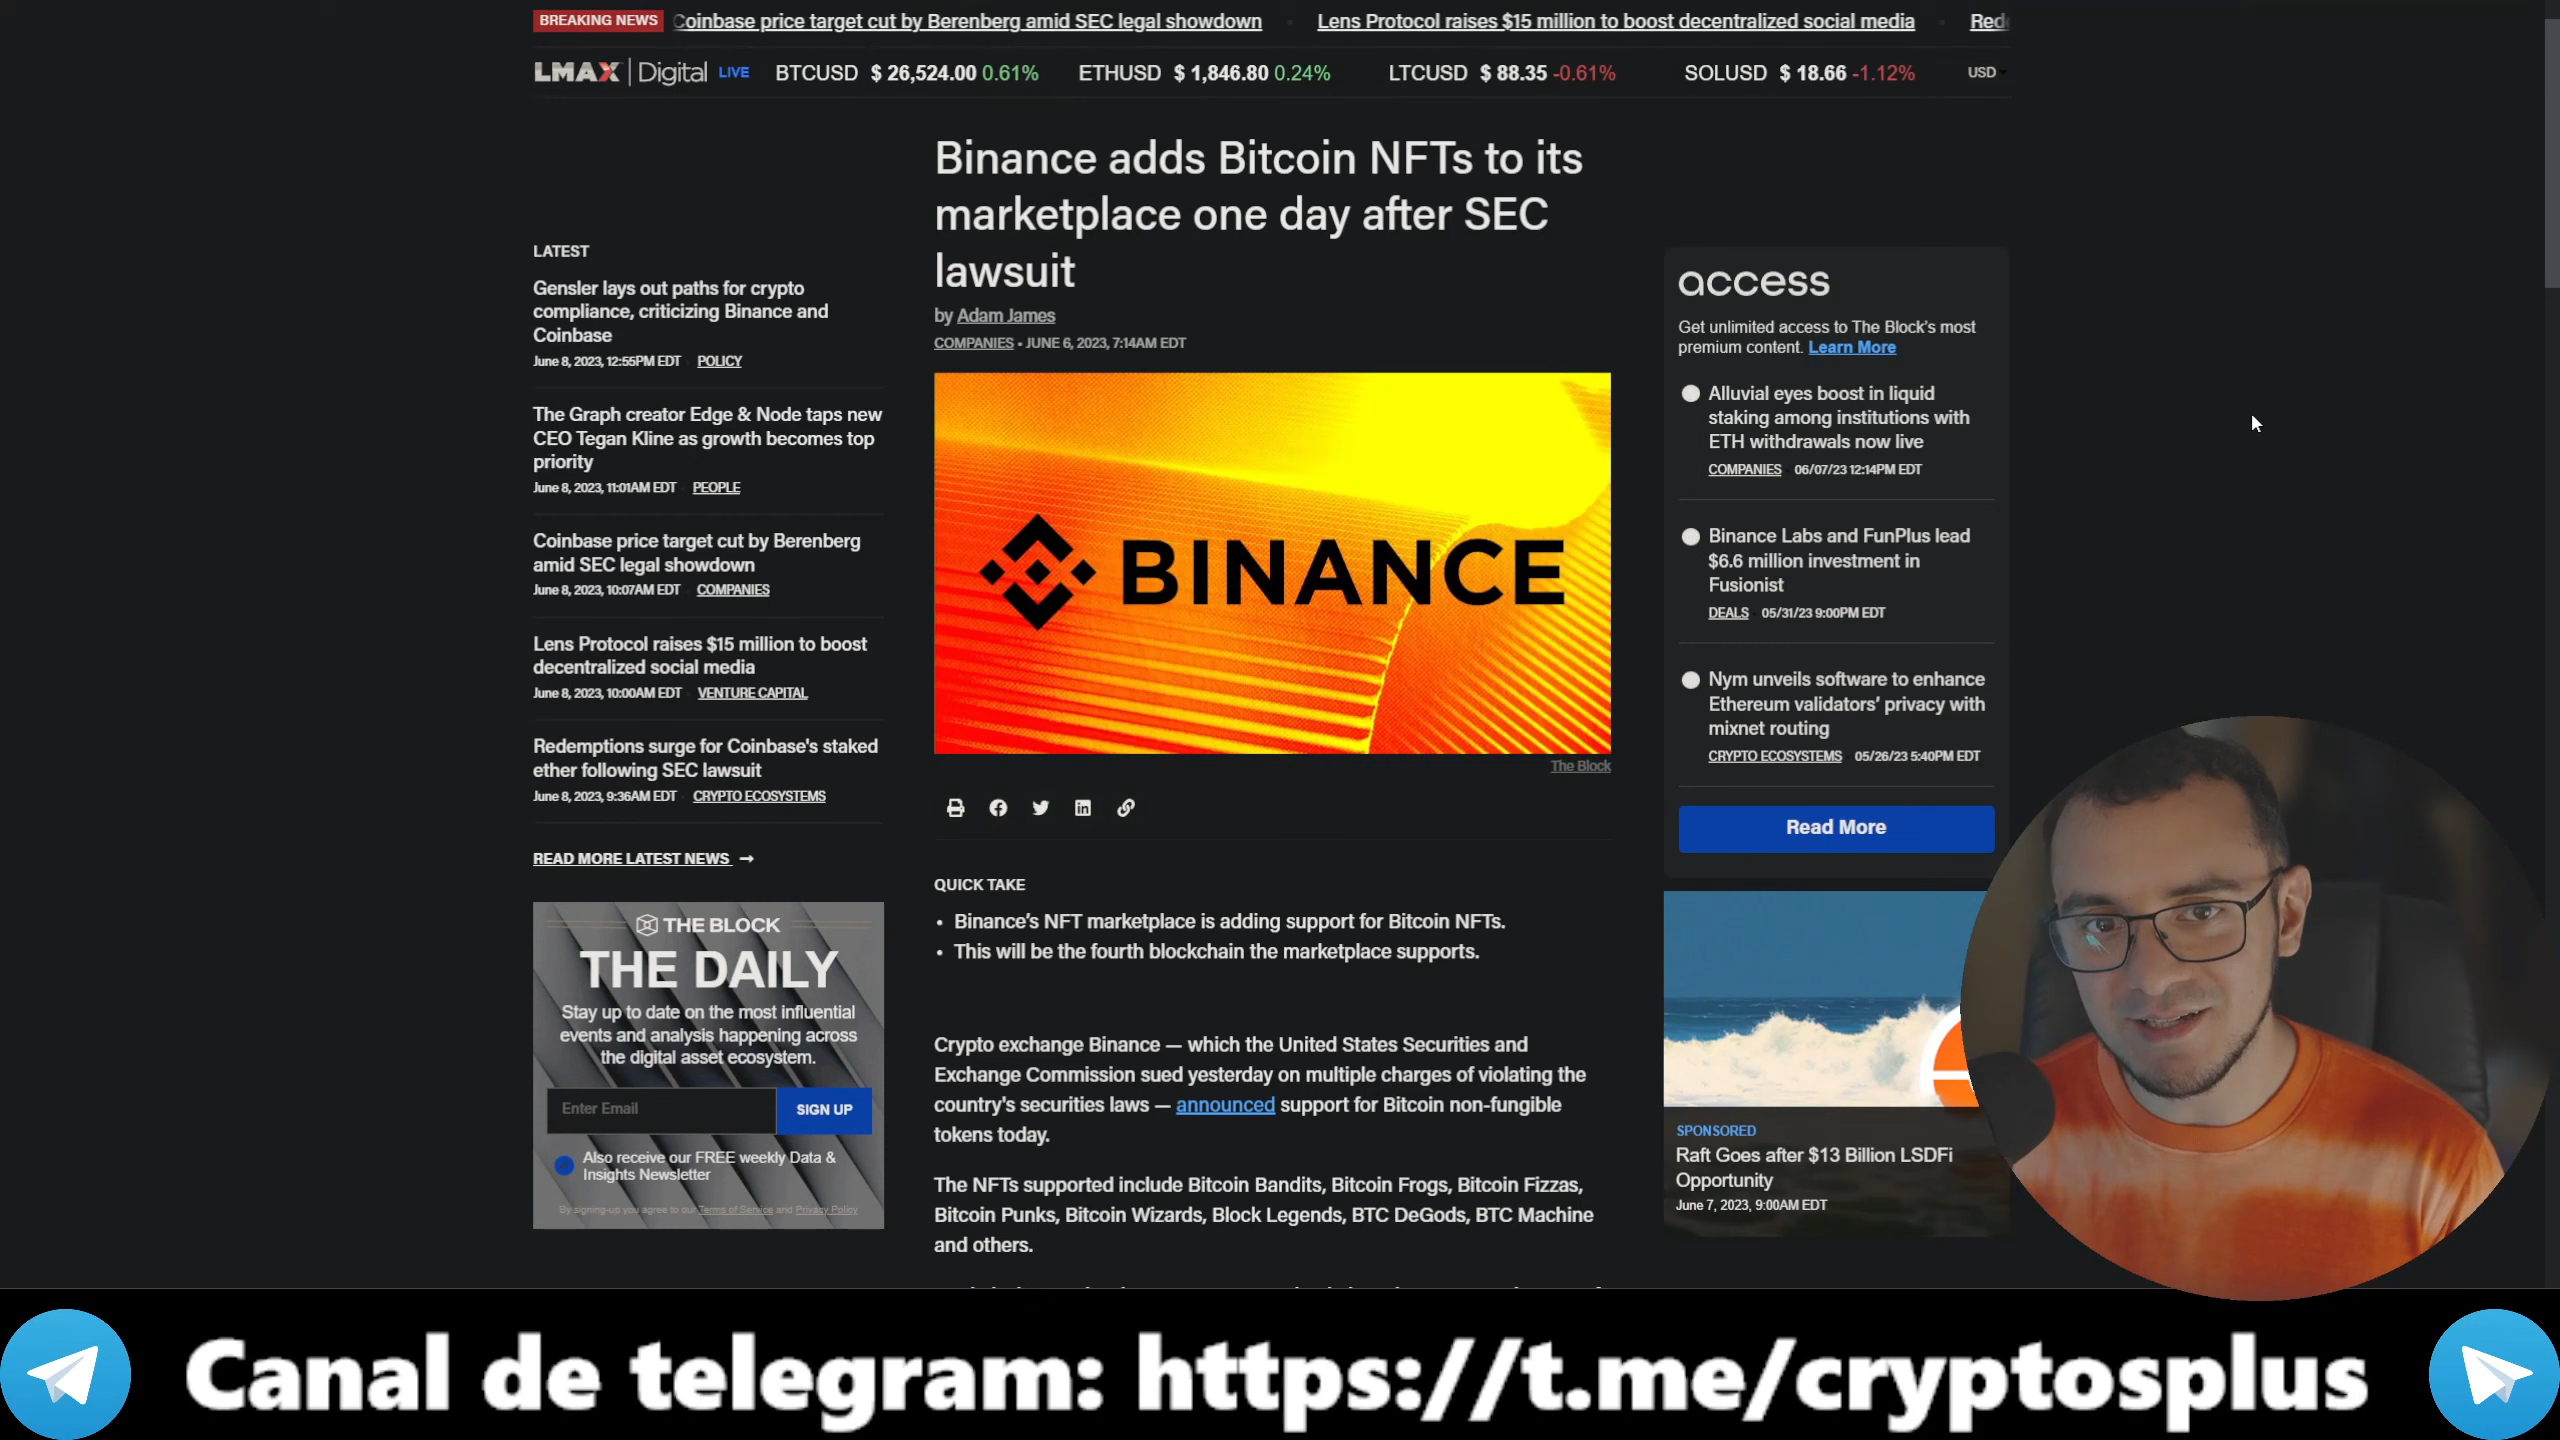 BREAKING NEWS Coinbase price target cut by Berenberg amid SEC legal showdown Lens Protocol raises $15 million to boost decentralized social media
LMAX Digital LIVE BTCUSD $ 26,524.00 0.61% ETHUSD $ 1,846.80 0.24% LTCUSD $ 88.35 -0.61% SOLUSD $ 18.66 -1.12% USD
Binance adds Bitcoin NFTs to its
marketplace one day after SEC
lawsuit
by Adam James
COMPANIES • JUNE 6, 2023, 7:14AM EDT
LATEST
Gensler lays out paths for crypto
compliance, criticizing Binance and
Coinbase
June 8, 2023, 12:55PM EDT POLICY
The Graph creator Edge & Node taps new
CEO Tegan Kline as growth becomes top
priority
June 8, 2023, 11:01AM EDT PEOPLE
Coinbase price target cut by Berenberg
amid SEC legal showdown
June 8, 2023, 10:07AM EDT COMPANIES
Lens Protocol raises $15 million to boost
decentralized social media
June 8, 2023, 10:00AM EDT VENTURE CAPITAL
Redemptions surge for Coinbase's staked
ether following SEC lawsuit
June 8, 2023, 9:36AM EDT CRYPTO ECOSYSTEMS
READ MORE LATEST NEWS →
THE BLOCK
THE DAILY
Stay up to date on the most influential
events and analysis happening across
the digital asset ecosystem.
Enter Email SIGN UP
Also receive our FREE weekly Data &
Insights Newsletter
By signing-up you agree to our Terms of Service and Privacy Policy
BINANCE
The Block
QUICK TAKE
• Binance’s NFT marketplace is adding support for Bitcoin NFTs.
• This will be the fourth blockchain the marketplace supports.
Crypto exchange Binance — which the United States Securities and
Exchange Commission sued yesterday on multiple charges of violating the
country's securities laws — announced support for Bitcoin non-fungible
tokens today.
The NFTs supported include Bitcoin Bandits, Bitcoin Frogs, Bitcoin Fizzas,
Bitcoin Punks, Bitcoin Wizards, Block Legends, BTC DeGods, BTC Machine
and others.
access
Get unlimited access to The Block's most
premium content. Learn More
Alluvial eyes boost in liquid
staking among institutions with
ETH withdrawals now live
COMPANIES 06/07/23 12:14PM EDT
Binance Labs and FunPlus lead
$6.6 million investment in
Fusionist
DEALS 05/31/23 9:00PM EDT
Nym unveils software to enhance
Ethereum validators’ privacy with
mixnet routing
CRYPTO ECOSYSTEMS 05/26/23 5:40PM EDT
Read More
SPONSORED
Raft Goes after $13 Billion LSDFi
Opportunity
June 7, 2023, 9:00AM EDT
Canal de telegram: https://t.me/cryptosplus